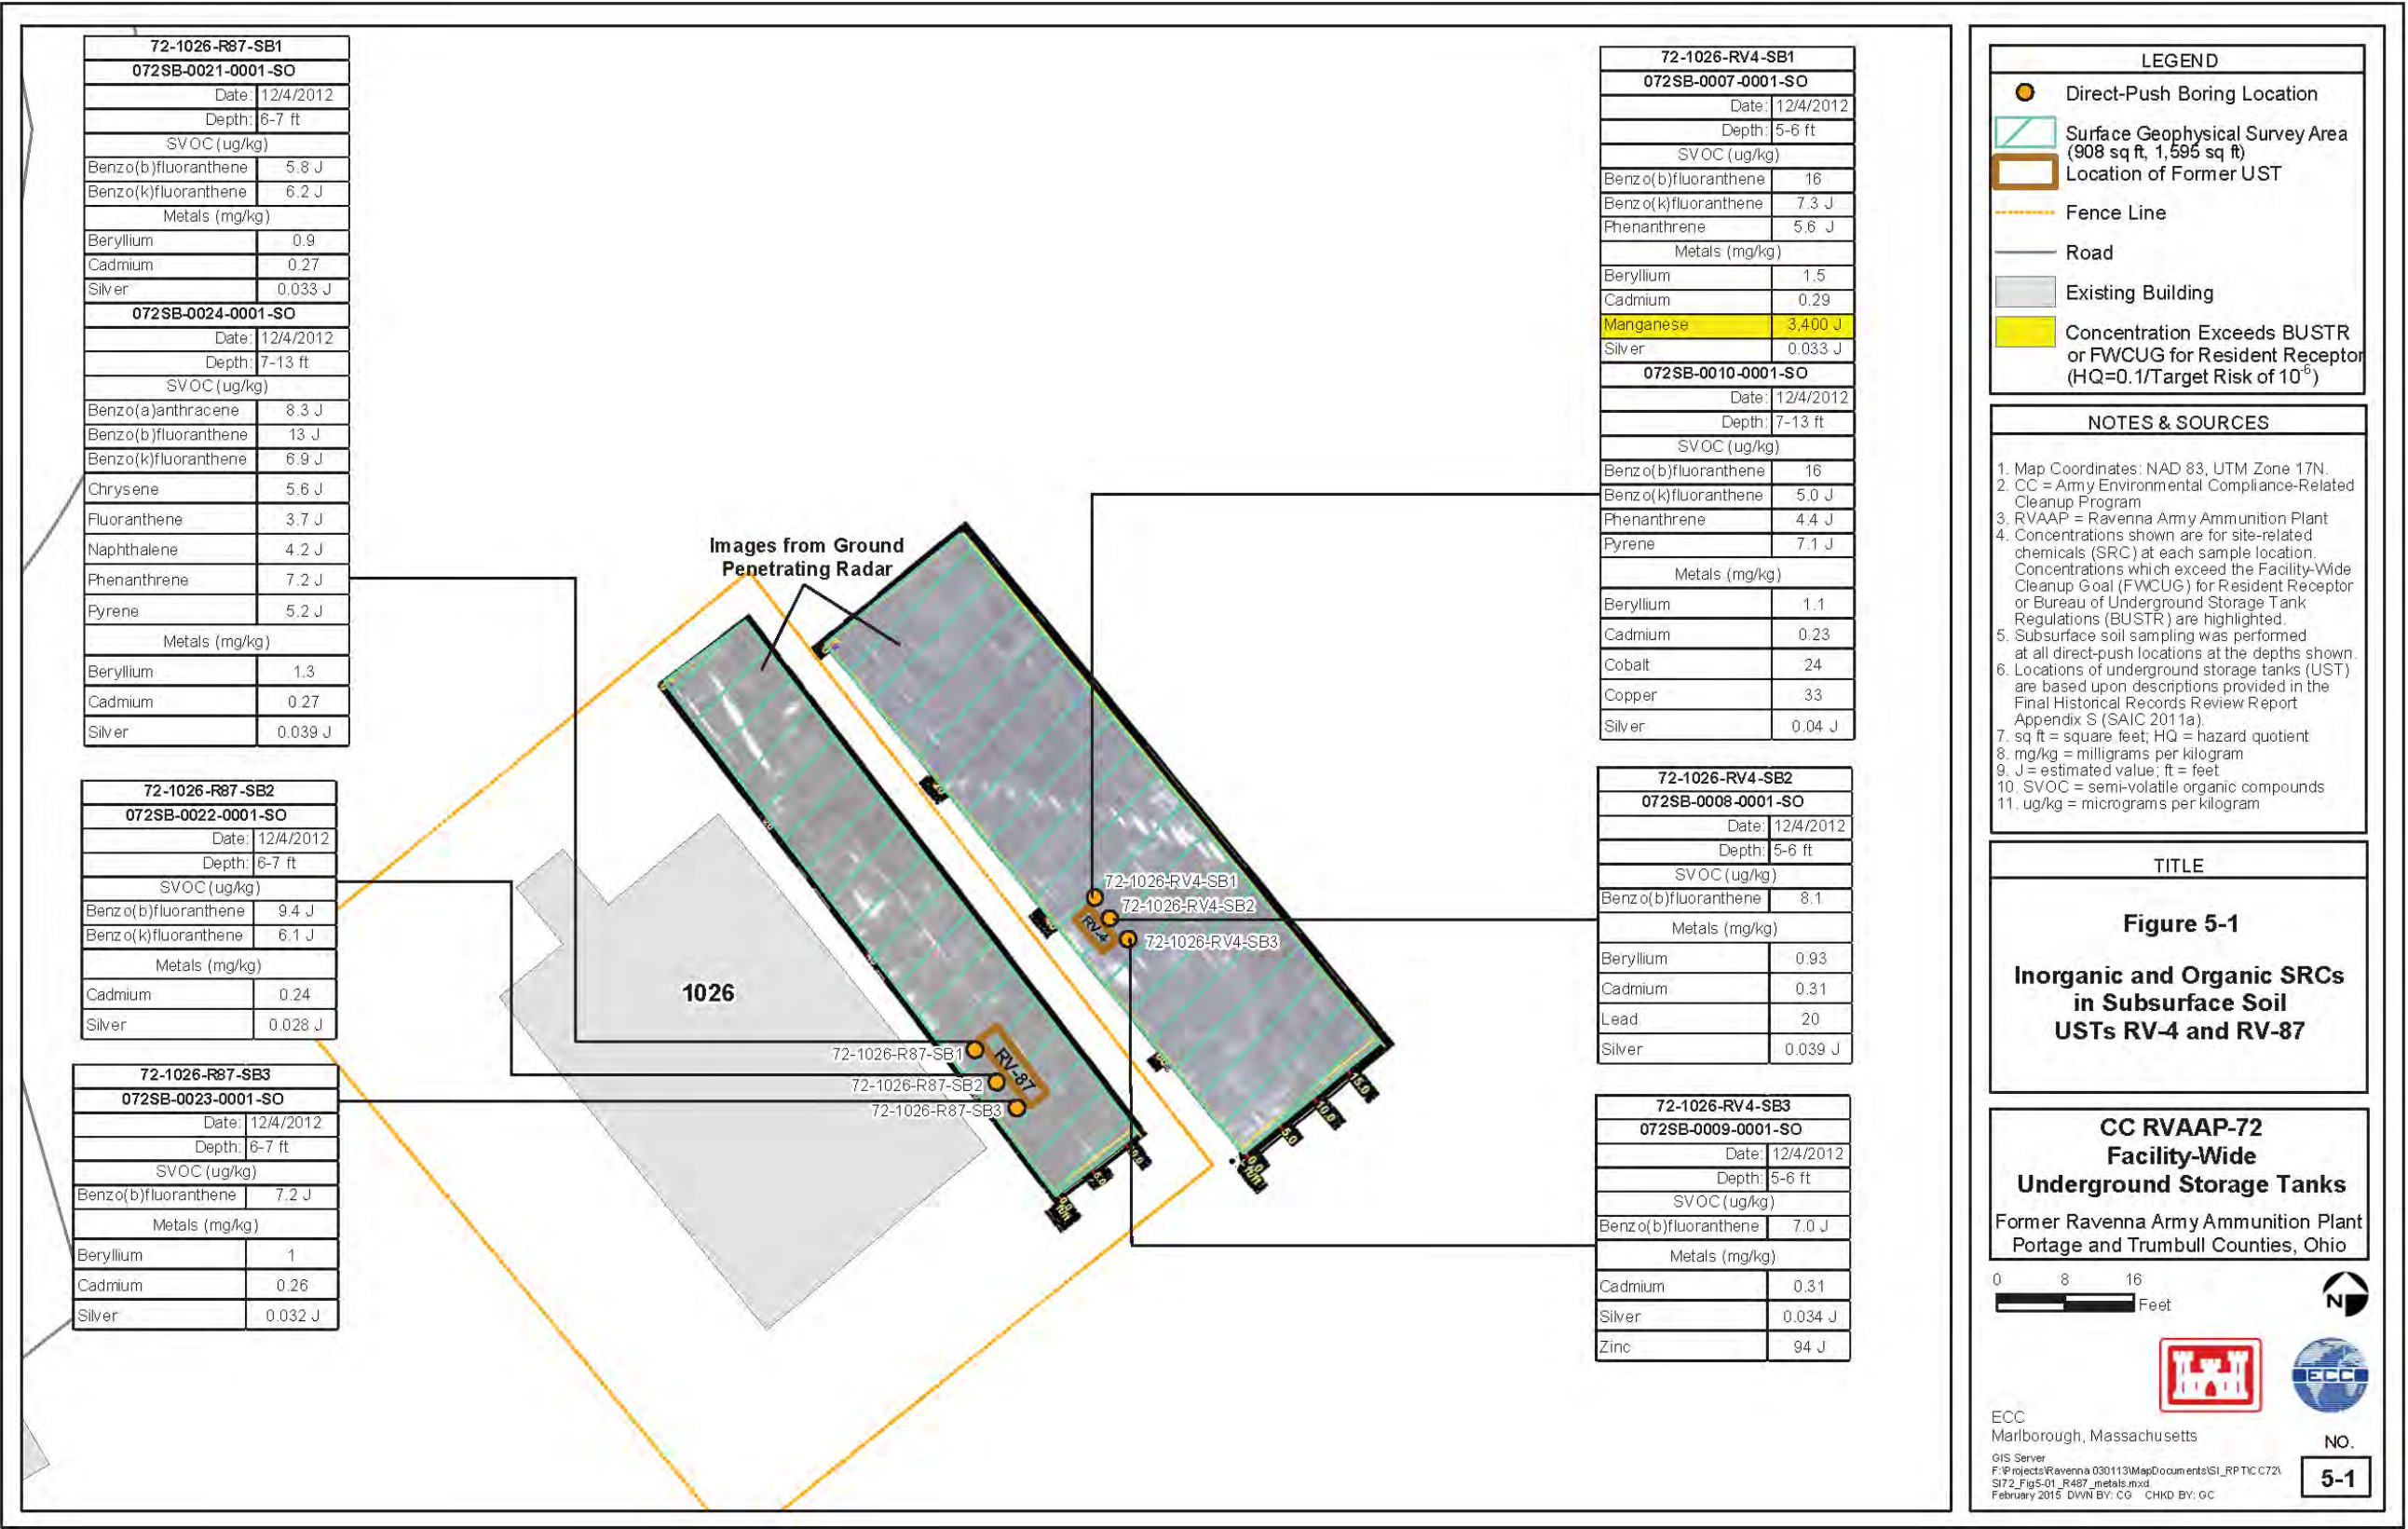 72-1026-R87-SB1
072SB-0021-0001-SO
Date: 12/4/2012
Depth: 6-7 ft
SVOC (ug/kg)
Benzo(b)fluoranthene 5.8 J
Benzo(k)fluoranthene 6.2 J
Metals (mg/kg)
Beryllium 0.9
Cadmium 0.27
Silver 0.033 J
072SB-0024-0001-SO
Date: 12/4/2012
Depth: 7-13 ft
SVOC (ug/kg)
Benzo(a)anthracene 8.3 J
Benzo(b)fluoranthene 13 J
Benzo(k)fluoranthene 6.9 J
Chrysene 5.6 J
Fluoranthene 3.7 J
Naphthalene 4.2 J
Phenanthrene 7.2 J
Pyrene 5.2 J
Metals (mg/kg)
Beryllium 1.3
Cadmium 0.27
Silver 0.039 J
72-1026-R87-SB2
072SB-0022-0001-SO
Date: 12/4/2012
Depth: 6-7 ft
SVOC (ug/kg)
Benzo(b)fluoranthene 9.4 J
Benzo(k)fluoranthene 6.1 J
Metals (mg/kg)
Cadmium 0.24
Silver 0.028 J
72-1026-R87-SB3
072SB-0023-0001-SO
Date: 12/4/2012
Depth: 6-7 ft
SVOC (ug/kg)
Benzo(b)fluoranthene 7.2 J
Metals (mg/kg)
Beryllium 1
Cadmium 0.26
Silver 0.032 J
Images from Ground
Penetrating Radar
1026
72-1026-RV4-SB1
72-1026-RV4-SB2
72-1026-RV4-SB3
RV-4
72-1026-R87-SB1
72-1026-R87-SB2
72-1026-R87-SB3
RV-87
15.0
10.0
5.0
0.0
72-1026-RV4-SB1
072SB-0007-0001-SO
Date: 12/4/2012
Depth: 5-6 ft
SVOC (ug/kg)
Benzo(b)fluoranthene 16
Benzo(k)fluoranthene 7.3 J
Phenanthrene 5.6 J
Metals (mg/kg)
Beryllium 1.5
Cadmium 0.29
Manganese 3,400 J
Silver 0.033 J
072SB-0010-0001-SO
Date: 12/4/2012
Depth: 7-13 ft
SVOC (ug/kg)
Benzo(b)fluoranthene 16
Benzo(k)fluoranthene 5.0 J
Phenanthrene 4.4 J
Pyrene 7.1 J
Metals (mg/kg)
Beryllium 1.1
Cadmium 0.23
Cobalt 24
Copper 33
Silver 0.04 J
72-1026-RV4-SB2
072SB-0008-0001-SO
Date: 12/4/2012
Depth: 5-6 ft
SVOC (ug/kg)
Benzo(b)fluoranthene 8.1
Metals (mg/kg)
Beryllium 0.93
Cadmium 0.31
Lead 20
Silver 0.039 J
72-1026-RV4-SB3
072SB-0009-0001-SO
Date: 12/4/2012
Depth: 5-6 ft
SVOC (ug/kg)
Benzo(b)fluoranthene 7.0 J
Metals (mg/kg)
Cadmium 0.31
Silver 0.034 J
Zinc 94 J
LEGEND
Direct-Push Boring Location
Surface Geophysical Survey Area
(908 sq ft, 1,595 sq ft)
Location of Former UST
Fence Line
Road
Existing Building
Concentration Exceeds BUSTR
or FWCUG for Resident Receptor
(HQ=0.1/Target Risk of 10-6)
NOTES & SOURCES
1. Map Coordinates: NAD 83, UTM Zone 17N.
2. CC = Army Environmental Compliance-Related
Cleanup Program
3. RVAAP = Ravenna Army Ammunition Plant
4. Concentrations shown are for site-related
chemicals (SRC) at each sample location.
Concentrations which exceed the Facility-Wide
Cleanup Goal (FWCUG) for Resident Receptor
or Bureau of Underground Storage Tank
Regulations (BUSTR) are highlighted.
5. Subsurface soil sampling was performed
at all direct-push locations at the depths shown.
6. Locations of underground storage tanks (UST)
are based upon descriptions provided in the
Final Historical Records Review Report
Appendix S (SAIC 2011a).
7. sq ft = square feet; HQ = hazard quotient
8. mg/kg = milligrams per kilogram
9. J = estimated value; ft = feet
10. SVOC = semi-volatile organic compounds
11. ug/kg = micrograms per kilogram
TITLE
Figure 5-1
Inorganic and Organic SRCs
in Subsurface Soil
USTs RV-4 and RV-87
CC RVAAP-72
Facility-Wide
Underground Storage Tanks
Former Ravenna Army Ammunition Plant
Portage and Trumbull Counties, Ohio
0 8 16
Feet
N
ECC
ECC
Marlborough, Massachusetts
GIS Server
F:\Projects\Ravenna 030113\MapDocuments\SI_RPT\CC72\
SI72_Fig5-01_R487_metals.mxd
February 2015 DWN BY: CG CHKD BY: GC
NO.
5-1